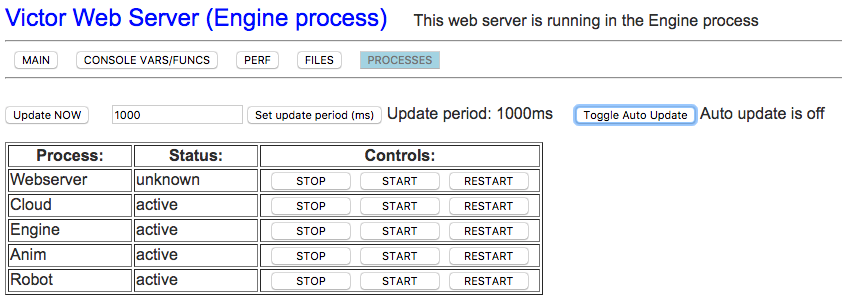 Victor Web Server (Engine process) This web server is running in the Engine process
MAIN CONSOLE VARS/FUNCS PERF FILES PROCESSES
Update NOW 1000 Set update period (ms) Update period: 1000ms Toggle Auto Update Auto update is off
Process: Status: Controls:
Webserver unknown STOP START RESTART
Cloud active STOP START RESTART
Engine active STOP START RESTART
Anim active STOP START RESTART
Robot active STOP START RESTART